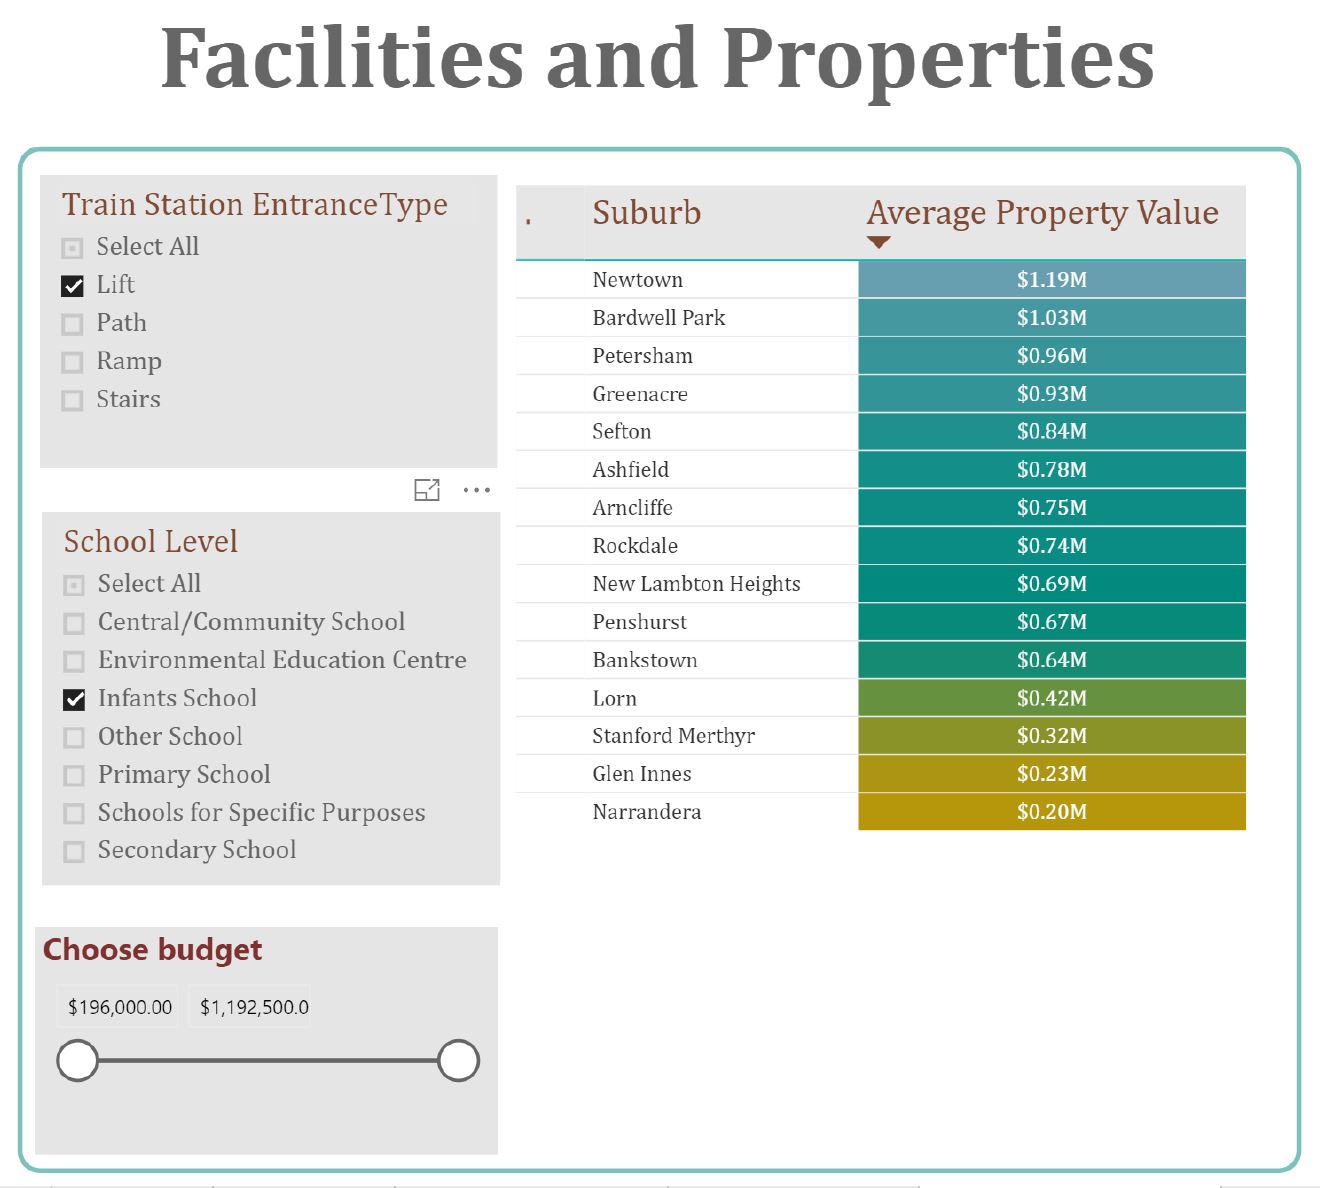 Facilities and Properties
Train Station EntranceType
Select All
Lift
Path
Ramp
Stairs
School Level
Select All
Central/Community School
Environmental Education Centre
Infants School
Other School
Primary School
Schools for Specific Purposes
Secondary School
Choose budget
$196,000.00 $1,192,500.0
. Suburb Average Property Value
Newtown $1.19M
Bardwell Park $1.03M
Petersham $0.96M
Greenacre $0.93M
Sefton $0.84M
Ashfield $0.78M
Arncliffe $0.75M
Rockdale $0.74M
New Lambton Heights $0.69M
Penshurst $0.67M
Bankstown $0.64M
Lorn $0.42M
Stanford Merthyr $0.32M
Glen Innes $0.23M
Narrandera $0.20M